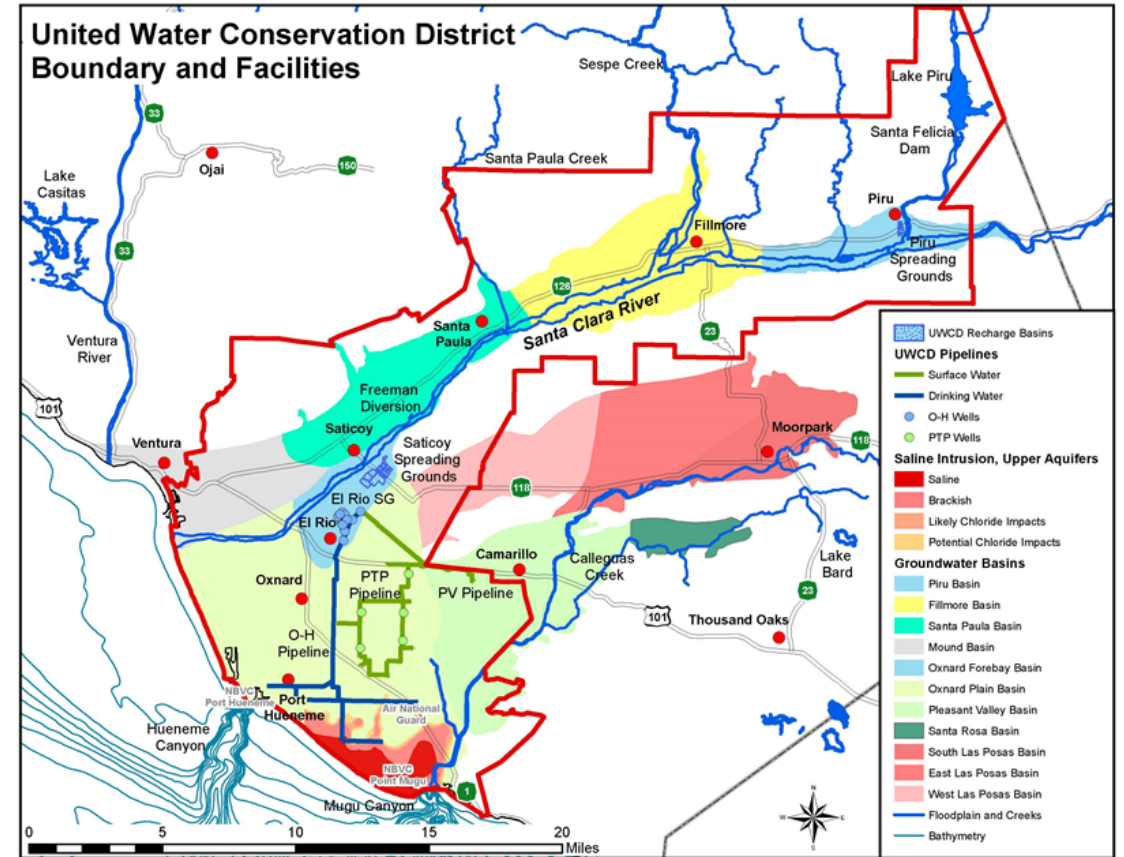 United Water Conservation District
Boundary and Facilities
Sespe Creek
Lake Piru
33
Santa Felicia
Dam
Ojai
150
Santa Paula Creek
Lake
Casitas
Piru
Fillmore
33
Piru
Spreading
Grounds
126
Santa Clara River
Santa
Paula
23
Ventura
River
Freeman
Diversion
101
Saticoy
Ventura
Saticoy
Spreading
Grounds
Moorpark
118
118
El Rio SG
El Rio
Camarillo
Calleguas
Creek
Lake
Bard
Oxnard
PTP
Pipeline
PV Pipeline
23
101
Thousand Oaks
O-H
Pipeline
NBVC
Port Hueneme
Port
Hueneme
Air National
Guard
Hueneme
Canyon
NBVC
Point Mugu
1
Mugu Canyon
N
W
E
S
0 5 10 15 20
Miles
UWCD Recharge Basins
UWCD Pipelines
Surface Water
Drinking Water
O-H Wells
PTP Wells
Saline Intrusion, Upper Aquifers
Saline
Brackish
Likely Chloride Impacts
Potential Chloride Impacts
Groundwater Basins
Piru Basin
Fillmore Basin
Santa Paula Basin
Mound Basin
Oxnard Forebay Basin
Oxnard Plain Basin
Pleasant Valley Basin
Santa Rosa Basin
South Las Posas Basin
East Las Posas Basin
West Las Posas Basin
Floodplain and Creeks
Bathymetry